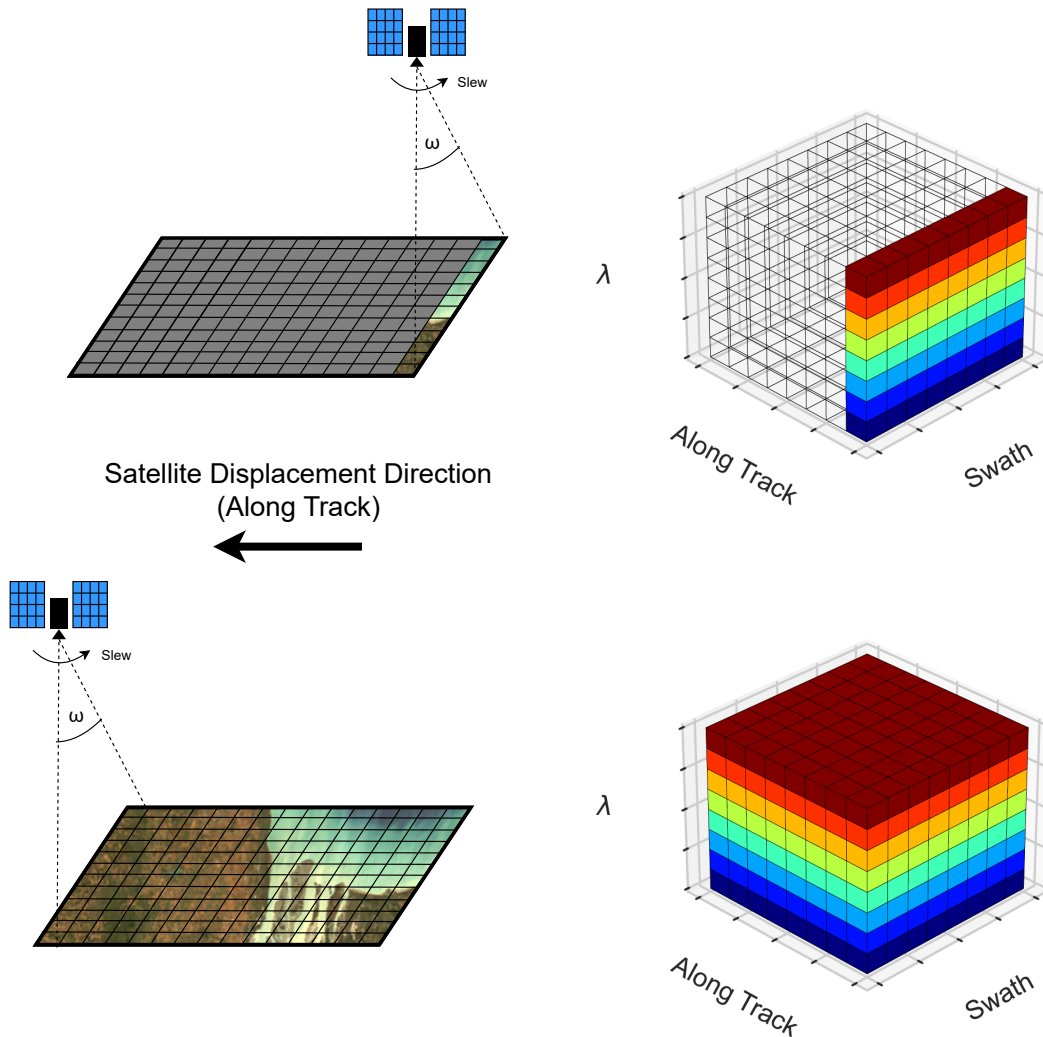 Slew
ω
λ
Along Track
Swath
Satellite Displacement Direction
(Along Track)
Slew
ω
λ
Along Track
Swath